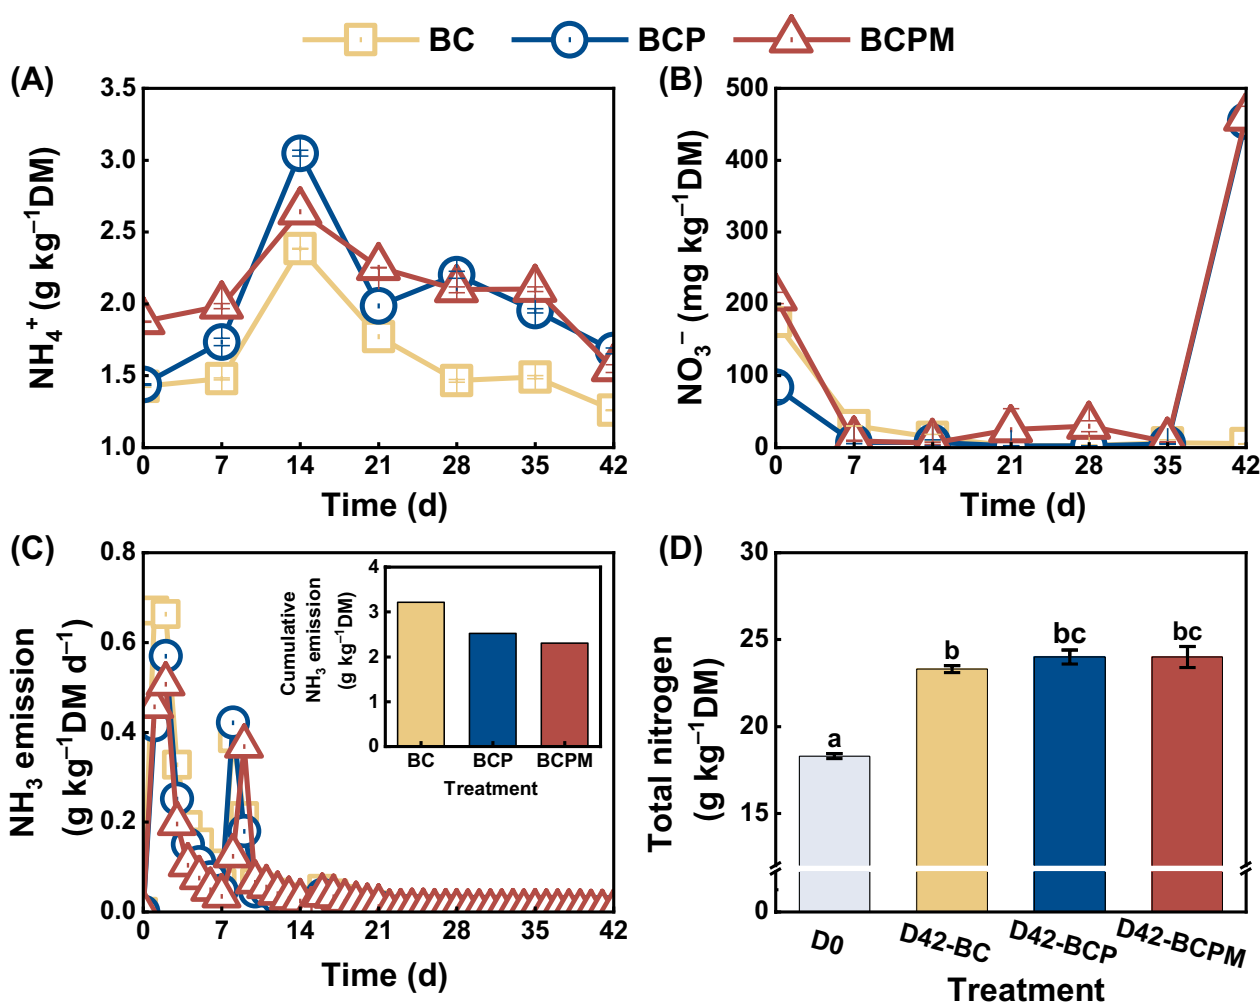 BC BCP BCPM
(A)
3.5
3.0
2.5
2.0
1.5
1.0
NH₄⁺ (g kg⁻¹DM)
0 7 14 21 28 35 42
Time (d)
(B)
500
400
300
200
100
0
NO₃⁻ (mg kg⁻¹DM)
0 7 14 21 28 35 42
Time (d)
(C)
0.8
0.6
0.4
0.2
0.0
NH₃ emission
(g kg⁻¹DM d⁻¹)
0 7 14 21 28 35 42
Time (d)
4
3
2
1
0
Cumulative
NH₃ emission
(g kg⁻¹DM)
BC BCP BCPM
Treatment
(D)
30
25
20
15
0
Total nitrogen
(g kg⁻¹DM)
a b bc bc
D0 D42-BC D42-BCP D42-BCPM
Treatment